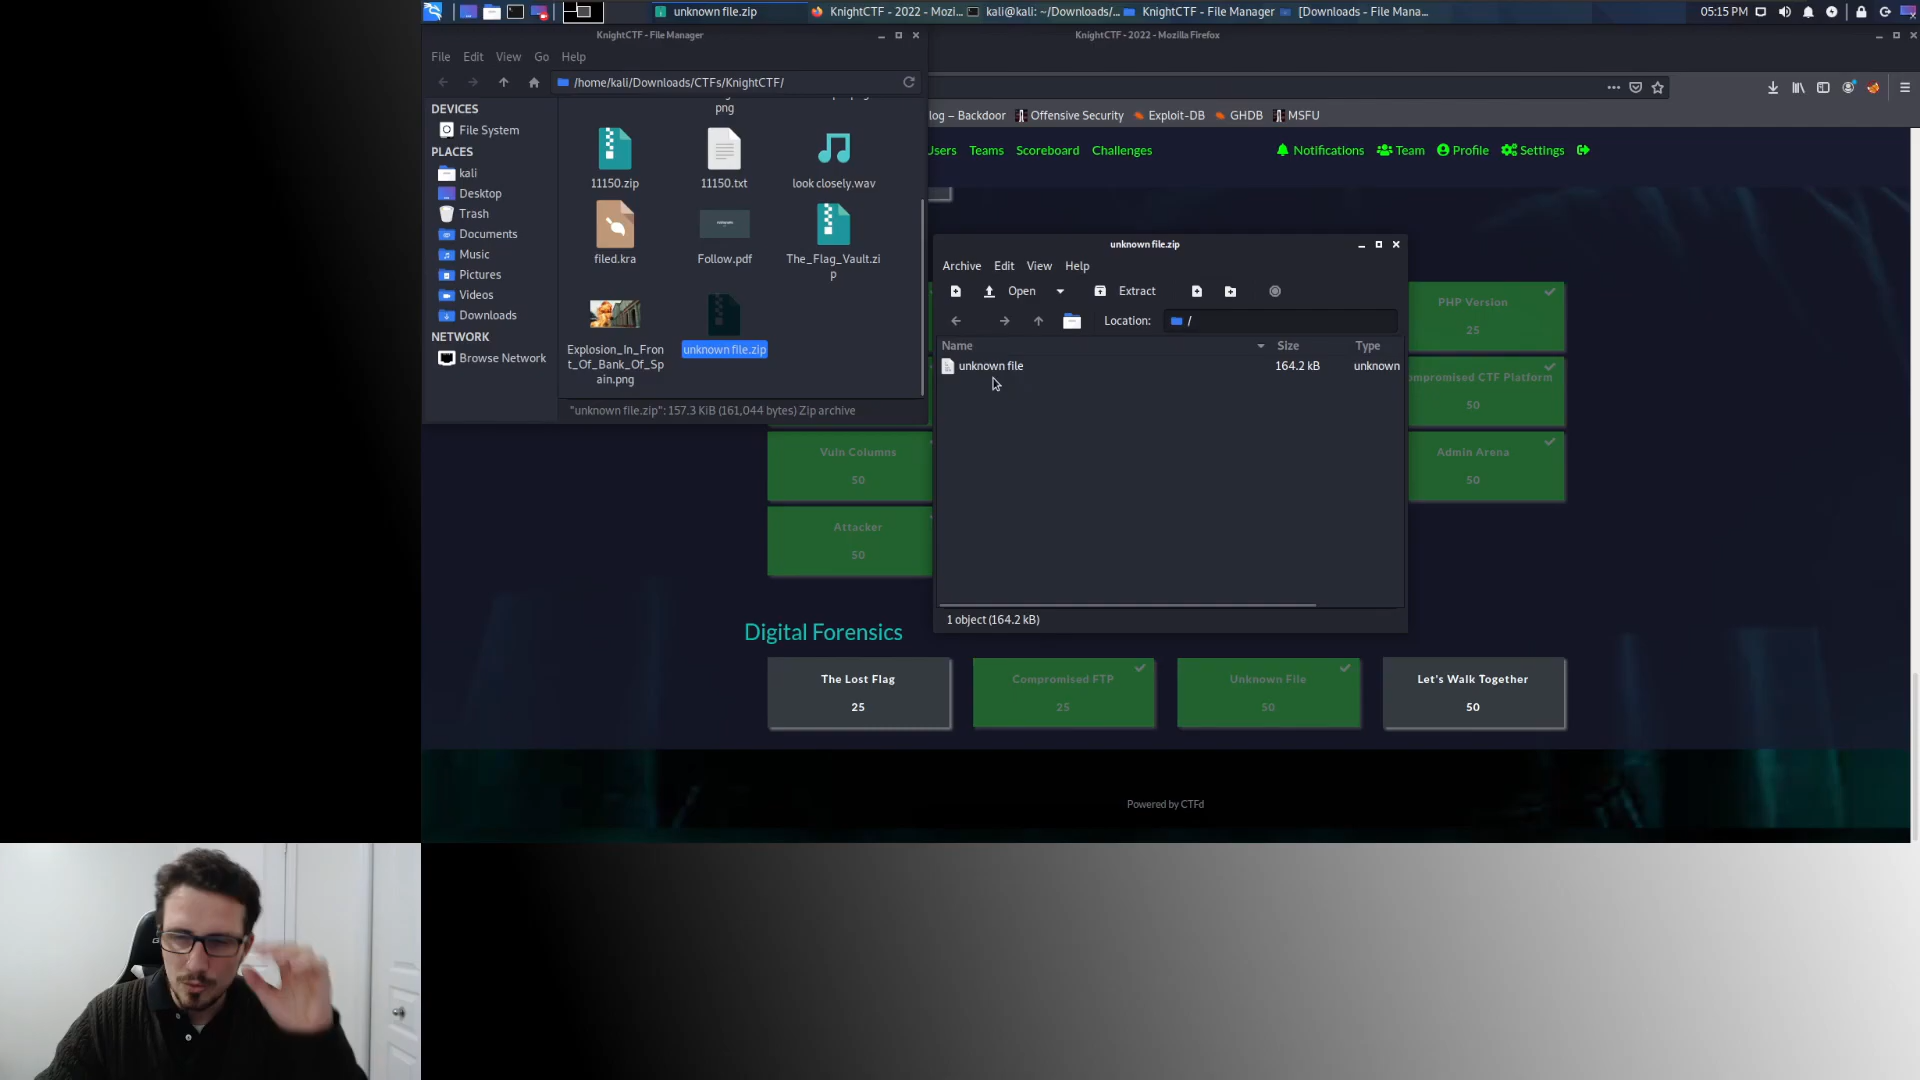 unknown file.zip
KnightCTF - 2022 - Mozi...
kali@kali: ~/Downloads/...
KnightCTF - File Manager
[Downloads - File Mana...
05:15 PM
KnightCTF - File Manager
KnightCTF - 2022 - Mozilla Firefox
File Edit View Go Help
/home/kali/Downloads/CTFs/KnightCTF/
DEVICES
File System
PLACES
kali
Desktop
Trash
Documents
Music
Pictures
Videos
Downloads
NETWORK
Browse Network
png
11150.zip
11150.txt
look closely.wav
filed.kra
Follow.pdf
The_Flag_Vault.zi
p
Explosion_In_Fron
t_Of_Bank_Of_Sp
ain.png
unknown file.zip
"unknown file.zip": 157.3 KiB (161,044 bytes) Zip archive
log – Backdoor
Offensive Security
Exploit-DB
GHDB
MSFU
Users
Teams
Scoreboard
Challenges
Notifications
Team
Profile
Settings
unknown file.zip
Archive Edit View Help
Open
Extract
Location:
/
Name
Size
Type
unknown file
164.2 kB
unknown
1 object (164.2 kB)
PHP Version
25
ompromised CTF Platform
50
Vuln Columns
50
Admin Arena
50
Attacker
50
Digital Forensics
The Lost Flag
25
Compromised FTP
25
Unknown File
50
Let's Walk Together
50
Powered by CTFd